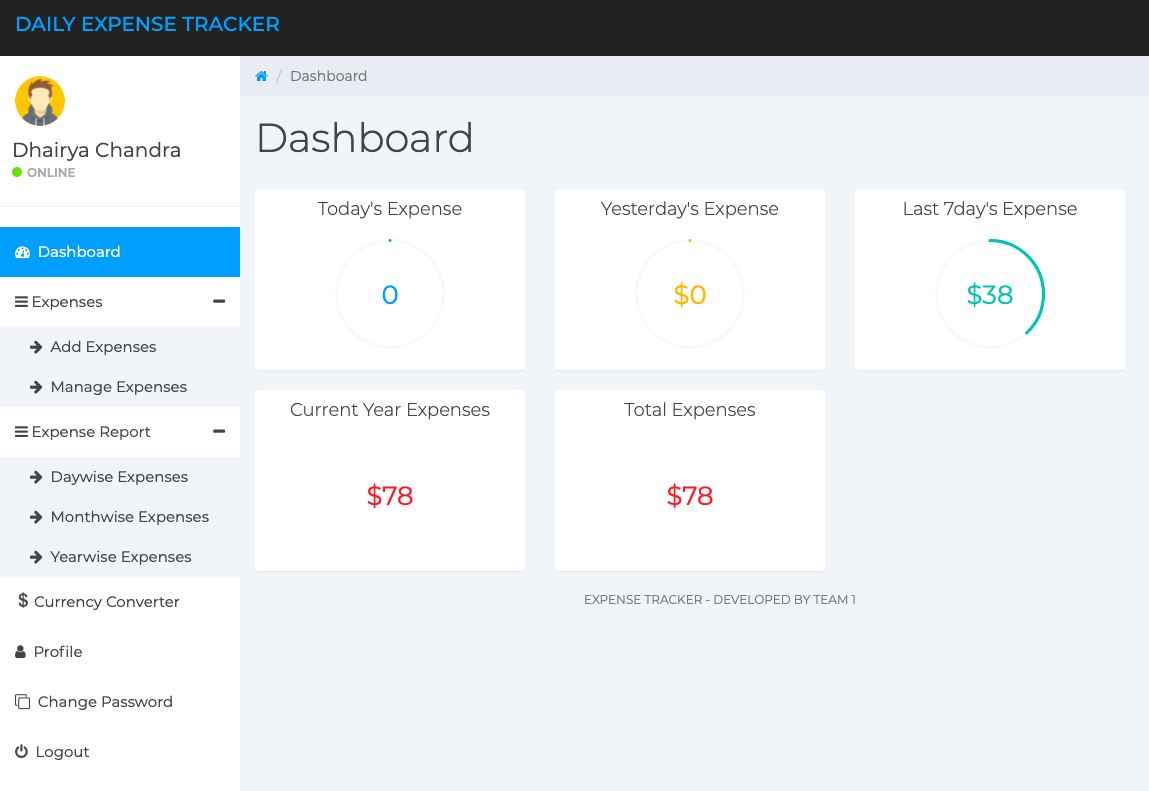 DAILY EXPENSE TRACKER
Dhairya Chandra
ONLINE
Dashboard
Expenses
Add Expenses
Manage Expenses
Expense Report
Daywise Expenses
Monthwise Expenses
Yearwise Expenses
Currency Converter
Profile
Change Password
Logout
/ Dashboard
Dashboard
Today's Expense
0
Yesterday's Expense
$0
Last 7day's Expense
$38
Current Year Expenses
$78
Total Expenses
$78
EXPENSE TRACKER - DEVELOPED BY TEAM 1